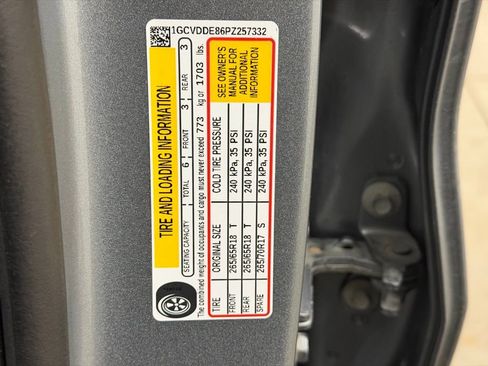 1GCVDDE86PZ257332
TIRE AND LOADING INFORMATION
SEATING CAPACITY | TOTAL 6 | FRONT 3 | REAR 3
The combined weight of occupants and cargo must never exceed 773 kg or 1703 lbs.
TIRE ORIGINAL SIZE COLD TIRE PRESSURE
FRONT 265/65R18 T 240 kPa, 35 PSI
REAR 265/65R18 T 240 kPa, 35 PSI
SPARE 265/70R17 S 240 kPa, 35 PSI
SEE OWNER'S
MANUAL FOR
ADDITIONAL
INFORMATION